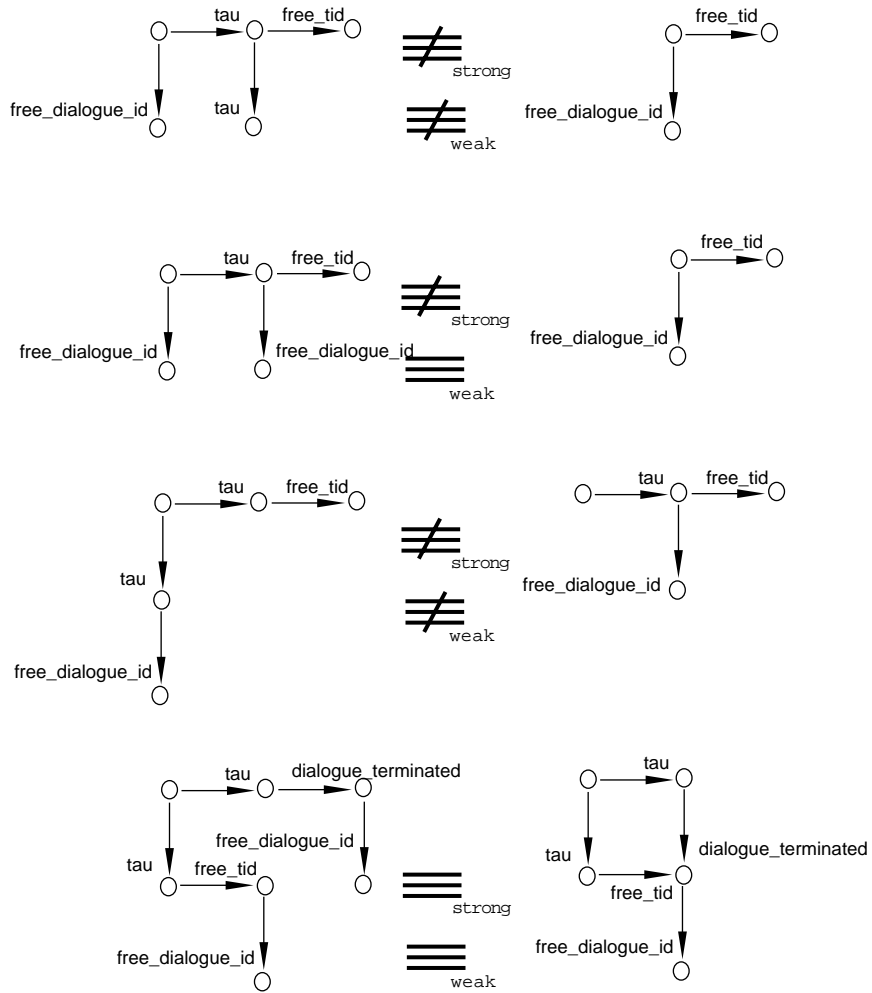 tau free_tid free_tid
strong
free_dialogue_id tau free_dialogue_id
weak
free_tid
tau free_tid
strong
free_dialogue_id free_dialogue_id free_dialogue_id
weak
tau free_tid tau free_tid
strong
tau free_dialogue_id
weak
free_dialogue_id
tau dialogue_terminated tau
free_dialogue_id dialogue_terminated
tau free_tid tau
free_tid
strong
free_dialogue_id free_dialogue_id
weak